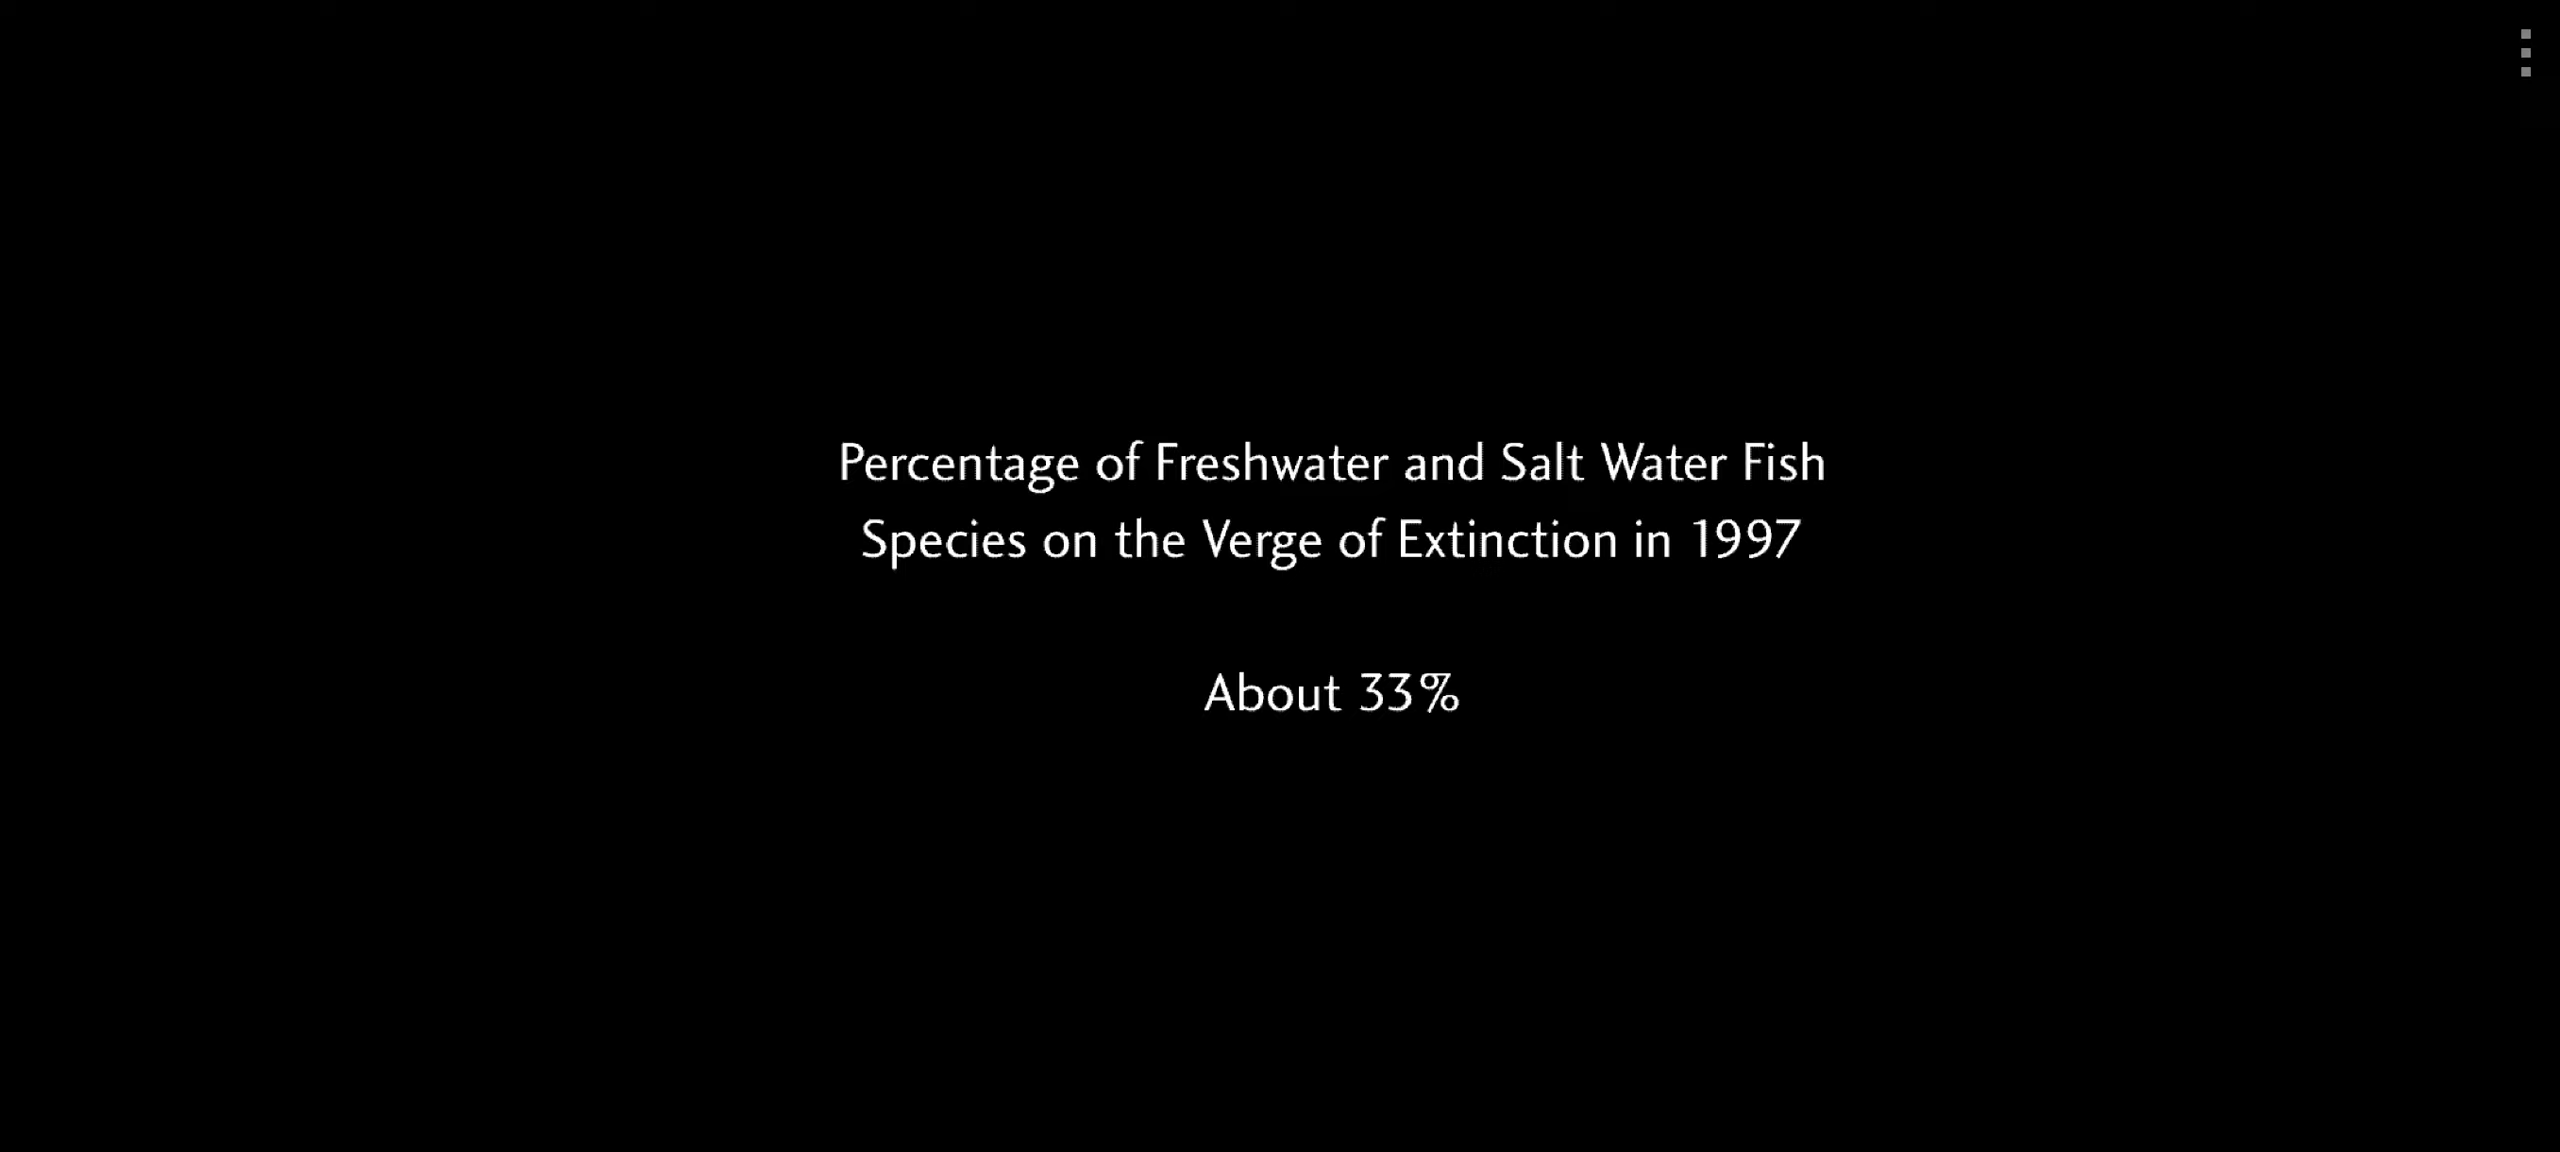 Percentage of Freshwater and Salt Water Fish
Species on the Verge of Extinction in 1997
About 33%